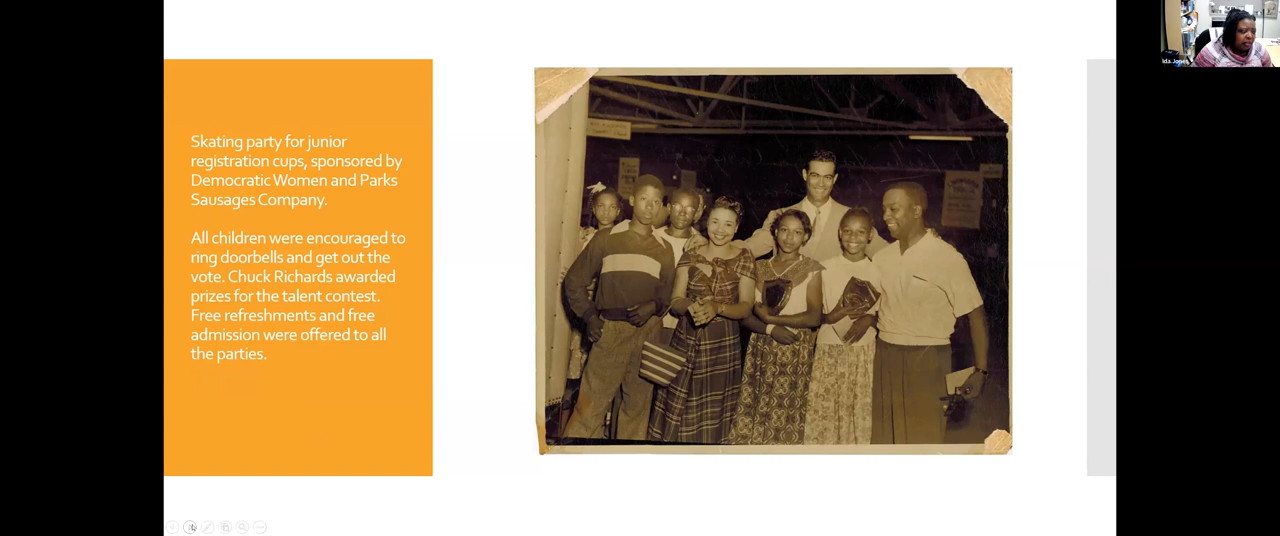 Skating party for junior
registration cups, sponsored by
Democratic Women and Parks
Sausages Company.
All children were encouraged to
ring doorbells and get out the
vote. Chuck Richards awarded
prizes for the talent contest.
Free refreshments and free
admission were offered to all
the parties.
Ida Jones